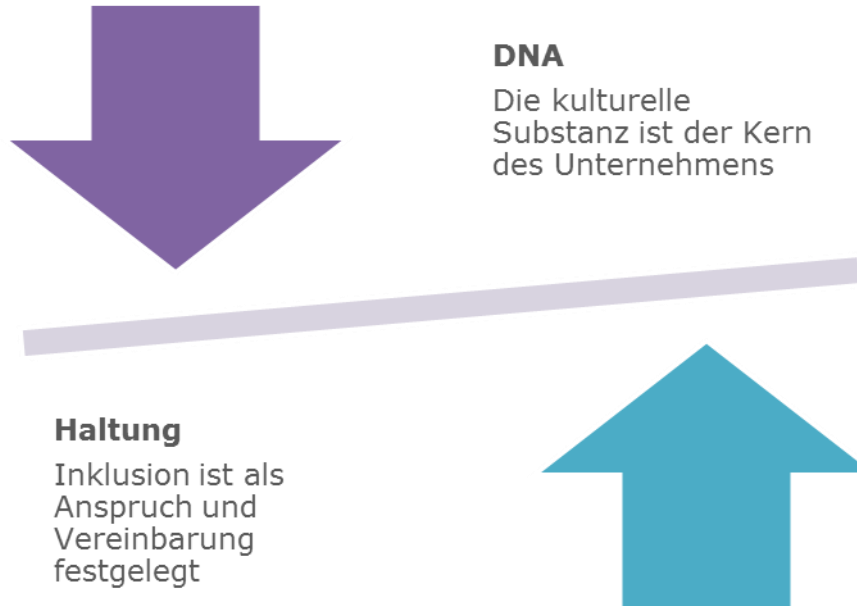 DNA
Die kulturelle
Substanz ist der Kern
des Unternehmens
Haltung
Inklusion ist als
Anspruch und
Vereinbarung
festgelegt